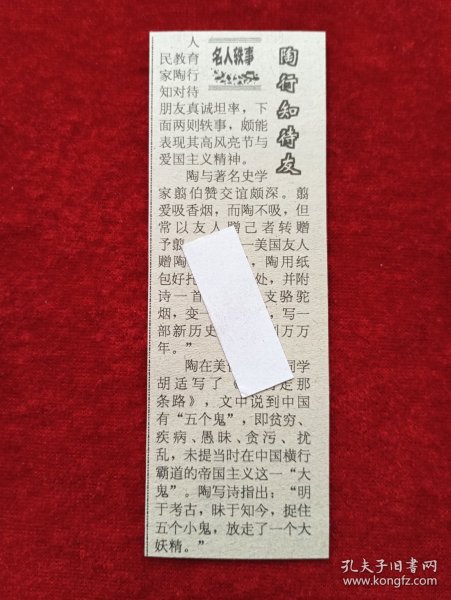 名人轶事
陶行知待友
人
民教育
家陶行
知对待
朋友真诚坦率，下
面两则轶事，颇能
表现其高风亮节与
爱国主义精神。
陶与著名史学
家翦伯赞交谊颇深。翦
爱吸香烟，而陶不吸，但
常以友人赠己者转赠
予翦 一美国友人
赠陶 ，陶用纸
包好托 处，并附
诗一首 支骆驼
烟，变一 ，写一
部新历史 万万
年。”
陶在美 同学
胡适写了《 走那
条路》，文中说到中国
有“五个鬼”，即贫穷、
疾病、愚昧、贪污、扰
乱，未提当时在中国横行
霸道的帝国主义这一“大
鬼”。陶写诗指出：“明
于考古，昧于知今，捉住
五个小鬼，放走了一个大
妖精。”
孔夫子旧书网
www.kongfz.com